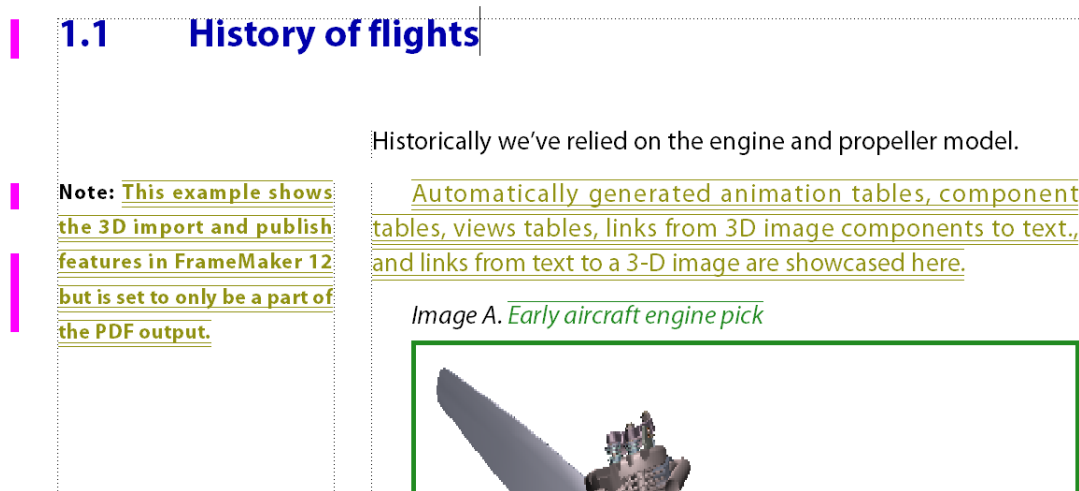 1.1 History of flights
Historically we’ve relied on the engine and propeller model.
Note: This example shows
the 3D import and publish
features in FrameMaker 12
but is set to only be a part of
the PDF output.
Automatically generated animation tables, component
tables, views tables, links from 3D image components to text.,
and links from text to a 3-D image are showcased here.
Image A. Early aircraft engine pick